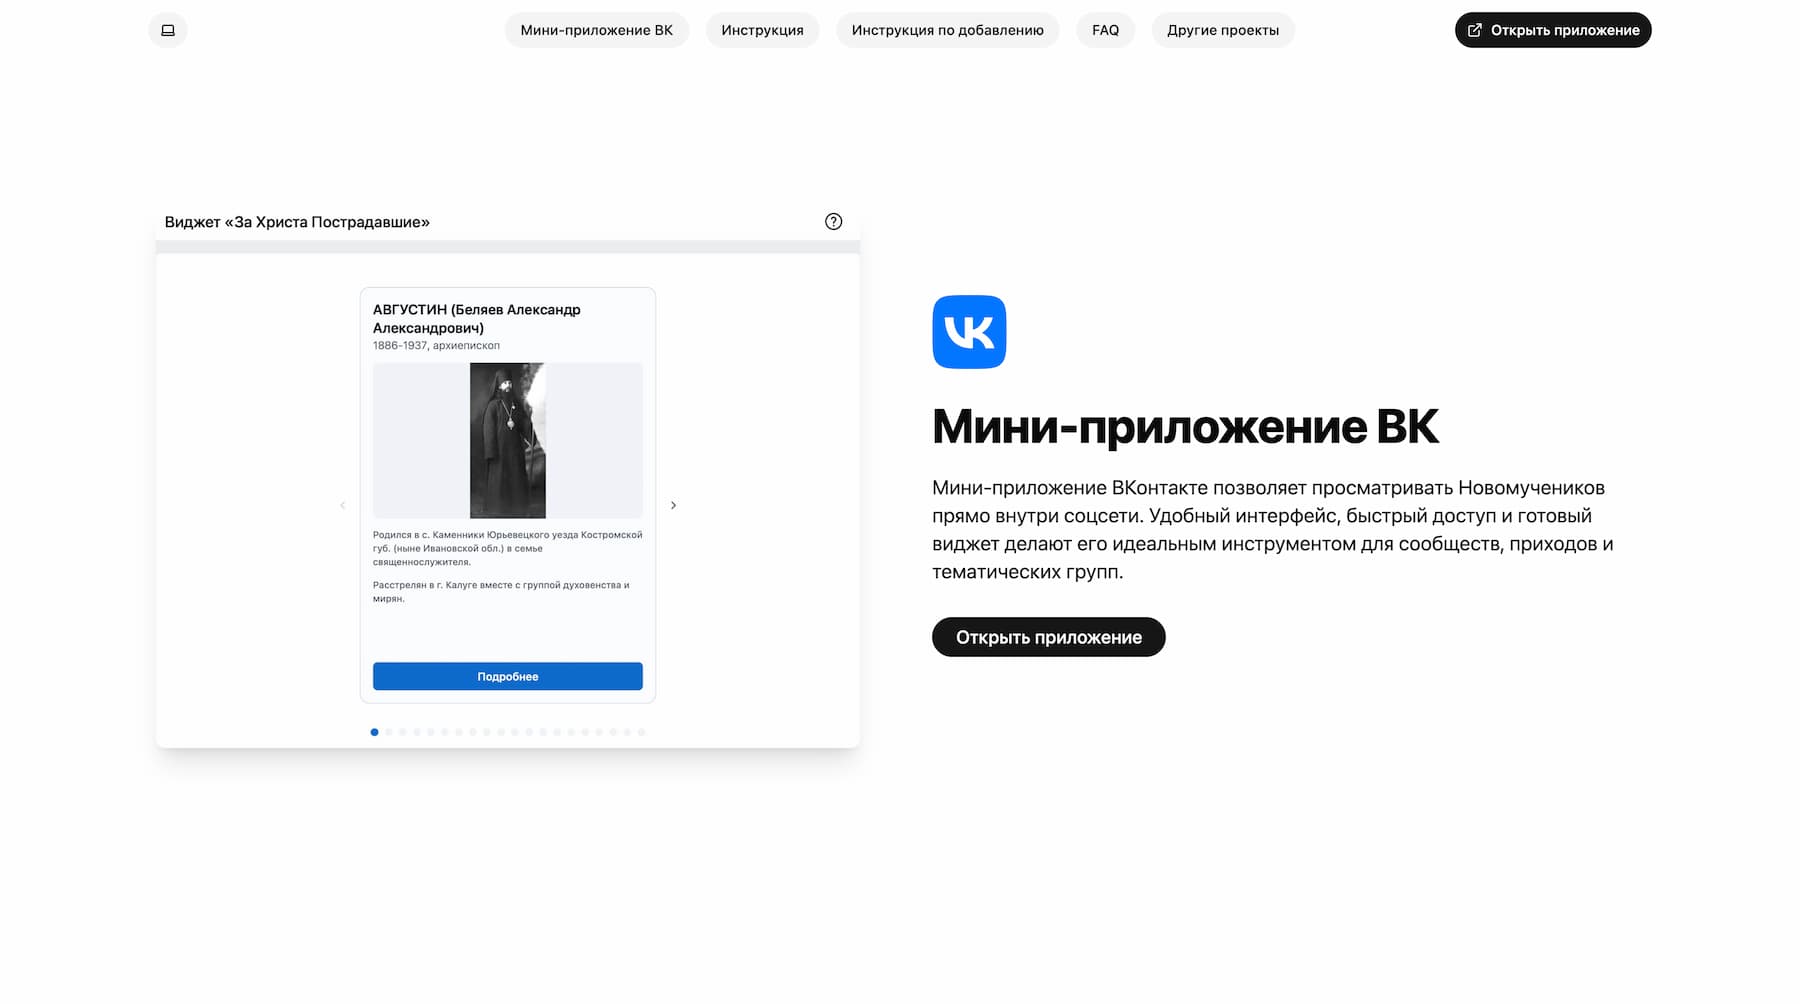 Мини-приложение ВК
Инструкция
Инструкция по добавлению
FAQ
Другие проекты
Открыть приложение
Виджет «За Христа Пострадавшие»
АВГУСТИН (Беляев Александр
Александрович)
1886-1937, архиепископ
Родился в с. Каменники Юрьевецкого уезда Костромской
губ. (ныне Ивановской обл.) в семье
священнослужителя.
Расстрелян в г. Калуге вместе с группой духовенства и
мирян.
Подробнее
VK
Мини-приложение ВК
Мини-приложение ВКонтакте позволяет просматривать Новомучеников
прямо внутри соцсети. Удобный интерфейс, быстрый доступ и готовый
виджет делают его идеальным инструментом для сообществ, приходов и
тематических групп.
Открыть приложение